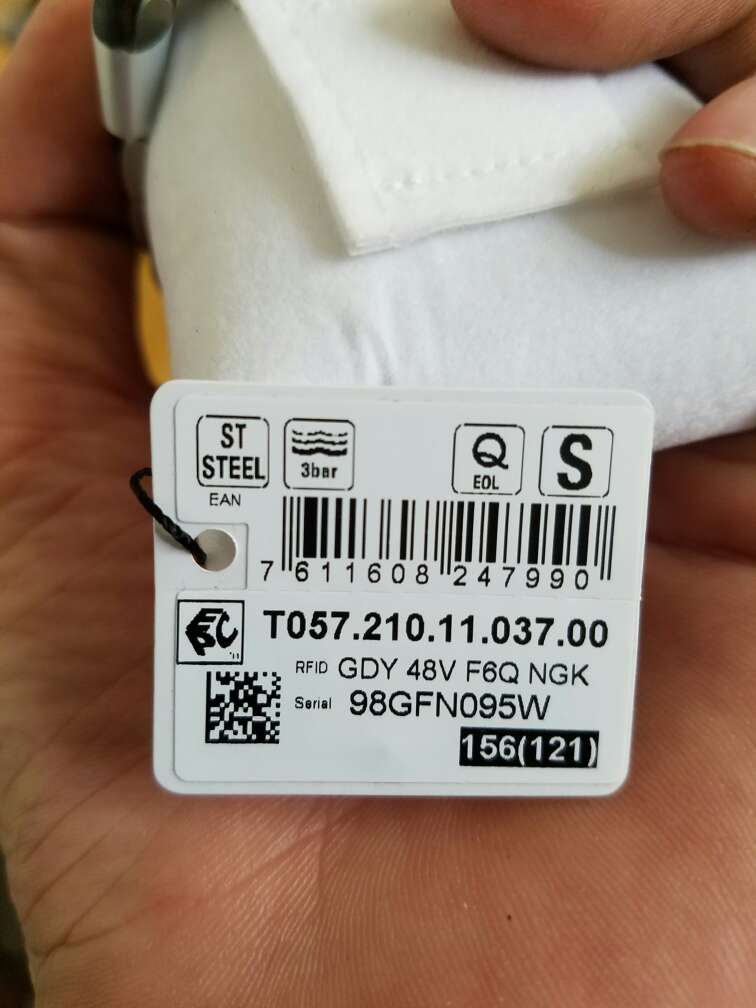 ST
STEEL
3bar
Q
EOL
S
EAN
7 611608 247990
EPC
T057.210.11.037.00
RFID GDY 48V F6Q NGK
Serial 98GFN095W
156(121)